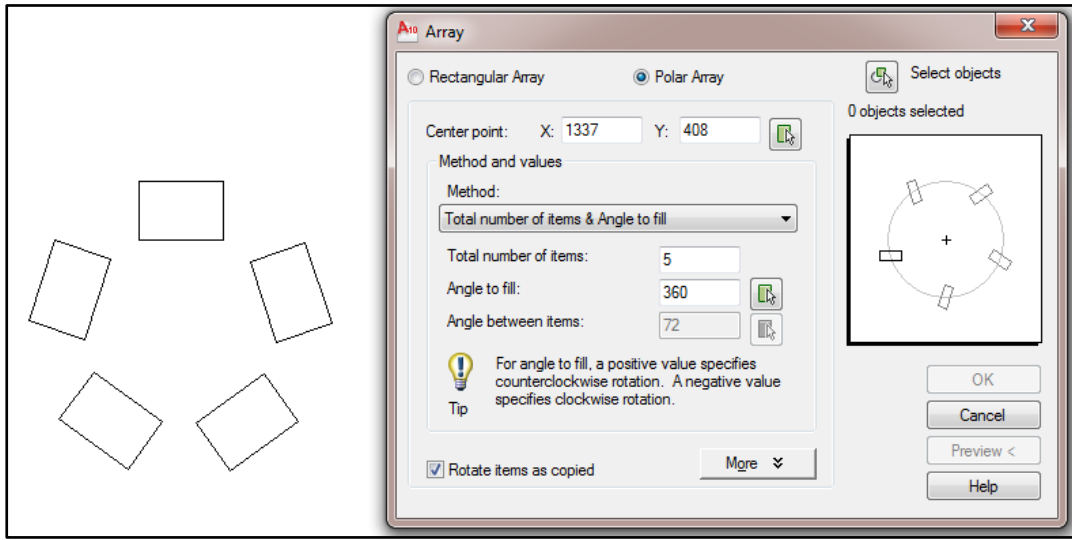 A10 Array
Rectangular Array
Polar Array
Select objects
0 objects selected
Center point: X: 1337 Y: 408
Method and values
Method:
Total number of items & Angle to fill
Total number of items: 5
Angle to fill: 360
Angle between items: 72
For angle to fill, a positive value specifies
counterclockwise rotation. A negative value
specifies clockwise rotation.
Tip
Rotate items as copied
More
OK
Cancel
Preview <
Help